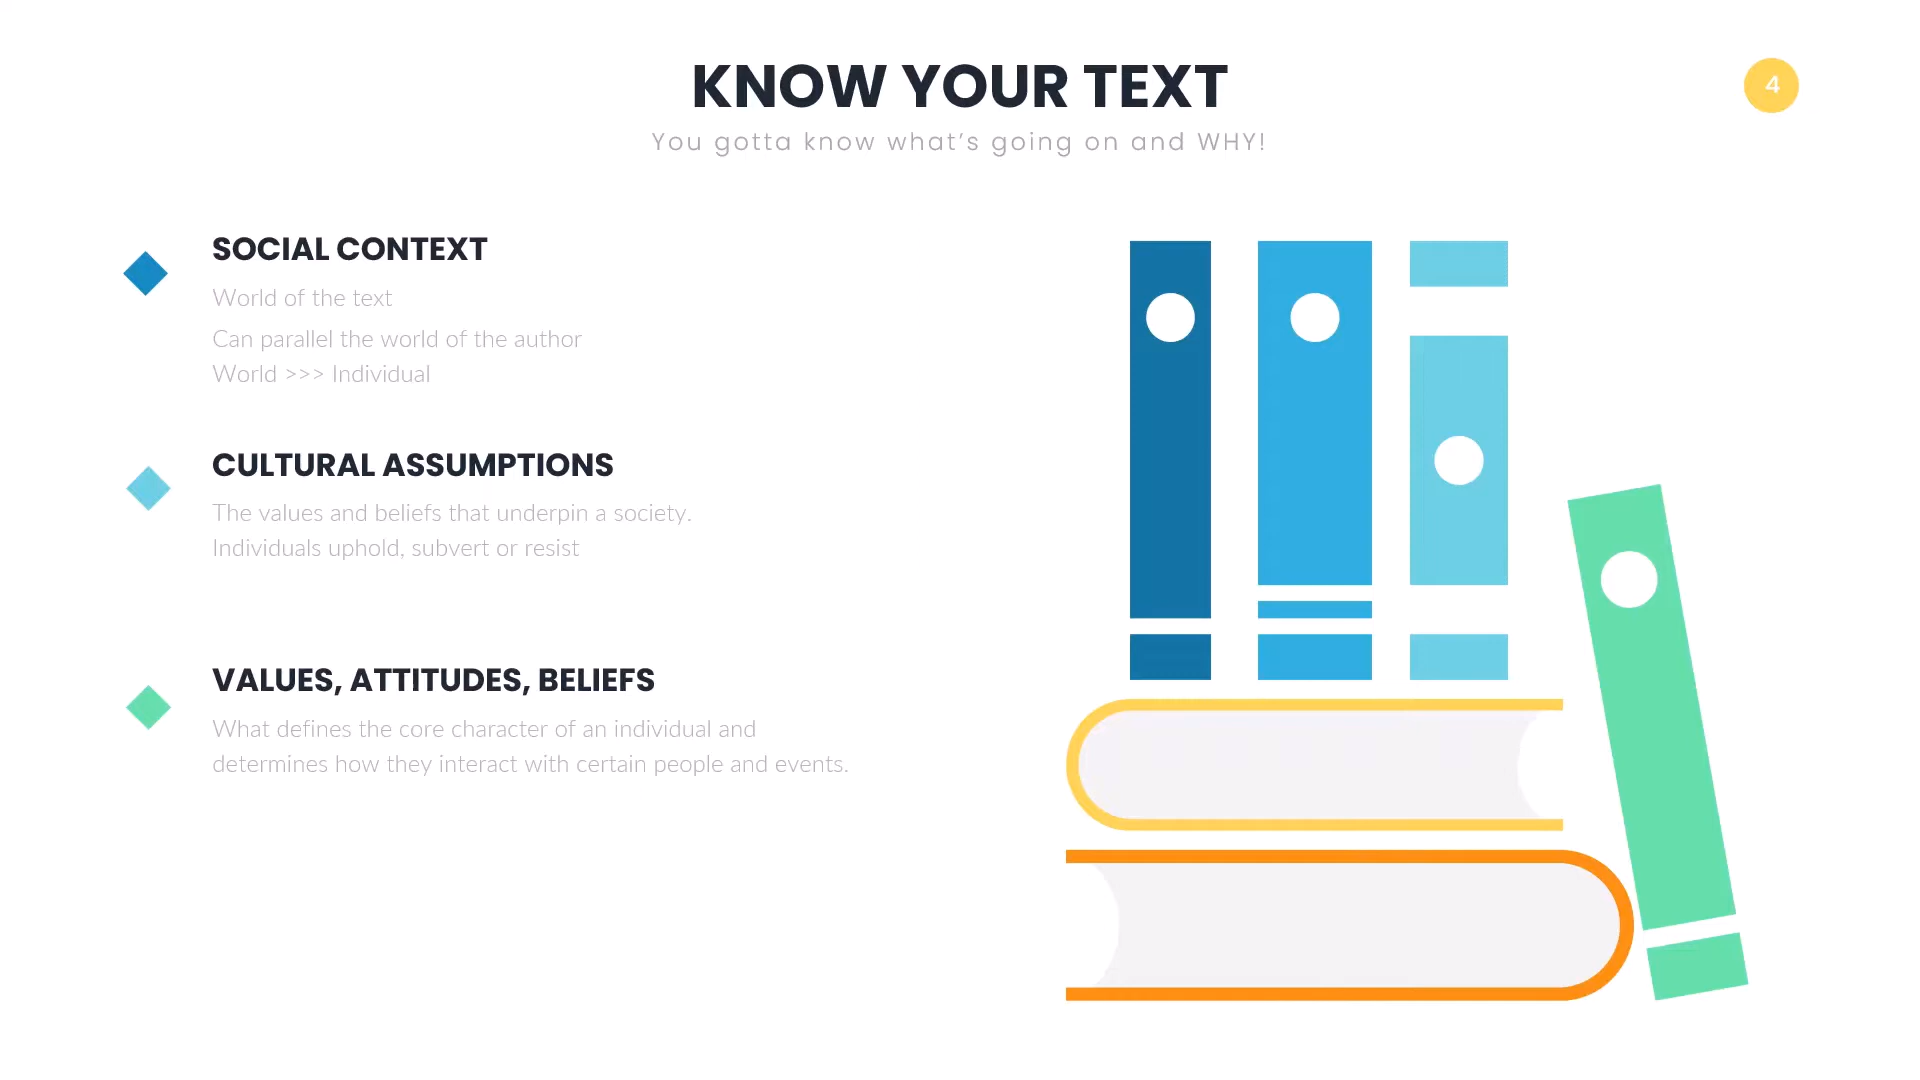 KNOW YOUR TEXT
4
You gotta know what’s going on and WHY!
SOCIAL CONTEXT
World of the text
Can parallel the world of the author
World >>> Individual
CULTURAL ASSUMPTIONS
The values and beliefs that underpin a society.
Individuals uphold, subvert or resist
VALUES, ATTITUDES, BELIEFS
What defines the core character of an individual and
determines how they interact with certain people and events.